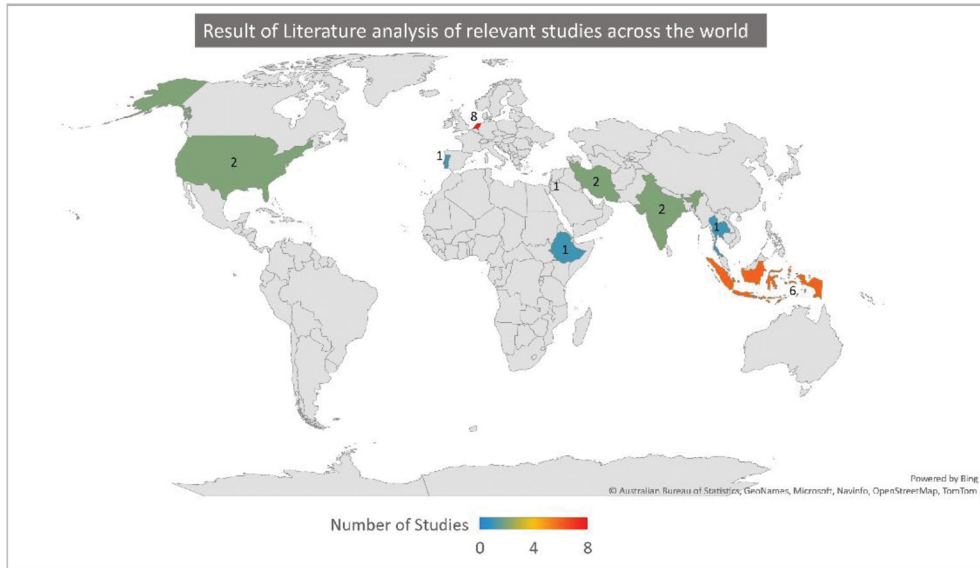 Result of Literature analysis of relevant studies across the world
8
1
2
1
2
2
1
1
6
Powered by Bing
© Australian Bureau of Statistics, GeoNames, Microsoft, Navinfo, OpenStreetMap, TomTom
Number of Studies
0 4 8